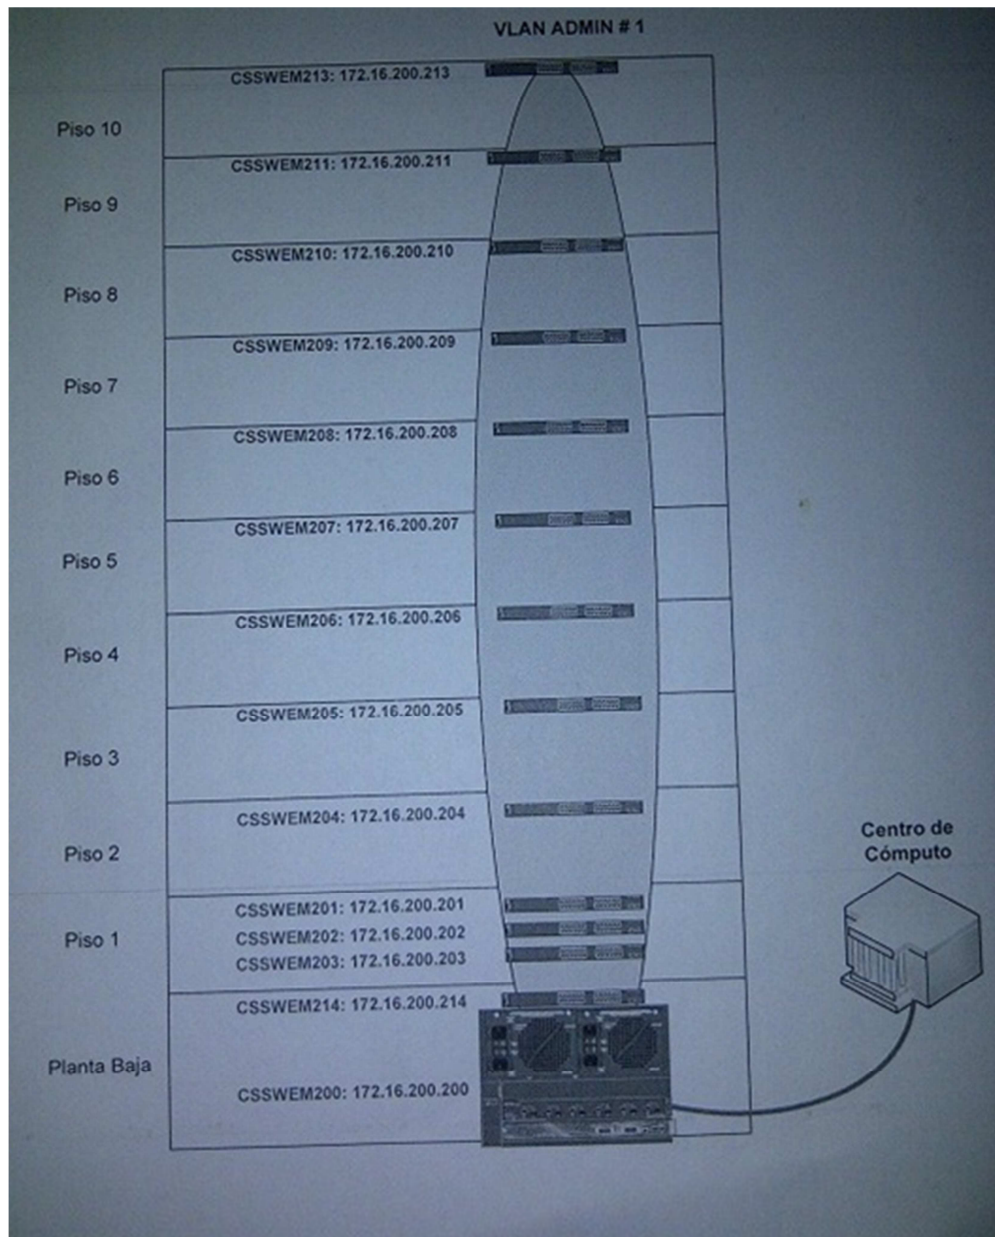 VLAN ADMIN # 1
CSSWEM213: 172.16.200.213
Piso 10
CSSWEM211: 172.16.200.211
Piso 9
CSSWEM210: 172.16.200.210
Piso 8
CSSWEM209: 172.16.200.209
Piso 7
CSSWEM208: 172.16.200.208
Piso 6
CSSWEM207: 172.16.200.207
Piso 5
CSSWEM206: 172.16.200.206
Piso 4
CSSWEM205: 172.16.200.205
Piso 3
CSSWEM204: 172.16.200.204
Piso 2
Centro de
Cómputo
CSSWEM201: 172.16.200.201
CSSWEM202: 172.16.200.202
Piso 1
CSSWEM203: 172.16.200.203
CSSWEM214: 172.16.200.214
Planta Baja
CSSWEM200: 172.16.200.200